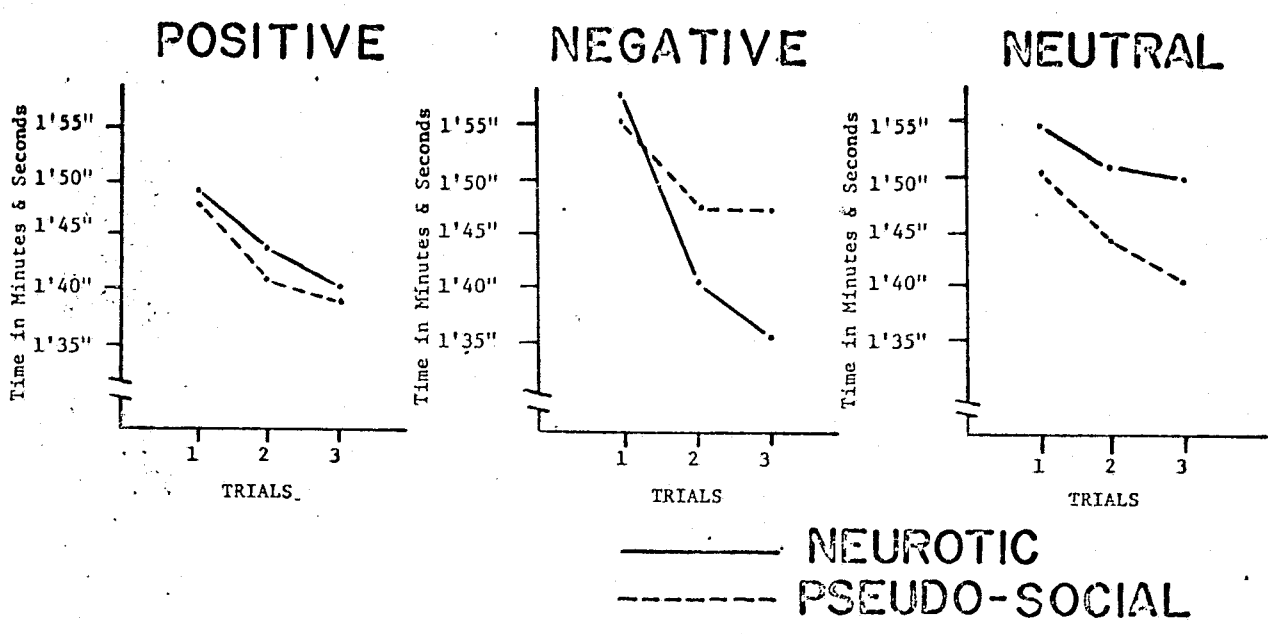 POSITIVE
Time in Minutes & Seconds
1'55"
1'50"
1'45"
1'40"
1'35"
1 2 3
TRIALS
NEGATIVE
Time in Minutes & Seconds
1'55"
1'50"
1'45"
1'40"
1'35"
1 2 3
TRIALS
NEUTRAL
Time in Minutes & Seconds
1'55"
1'50"
1'45"
1'40"
1'35"
1 2 3
TRIALS
NEUROTIC
PSEUDO-SOCIAL